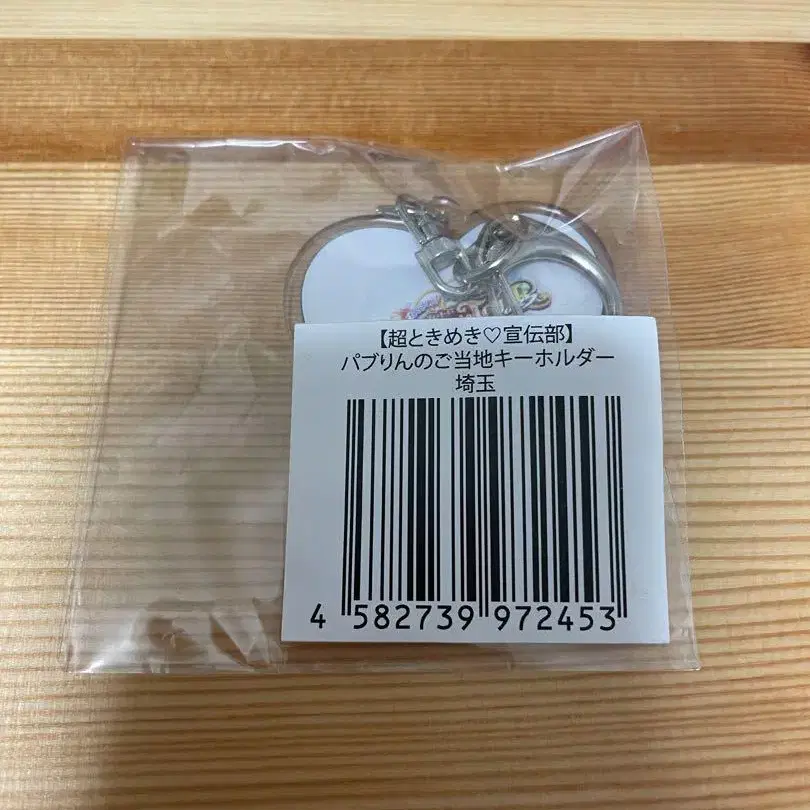 【超ときめき♡宣伝部】
パブりんのご当地キーホルダー
埼玉
4 582739 972453